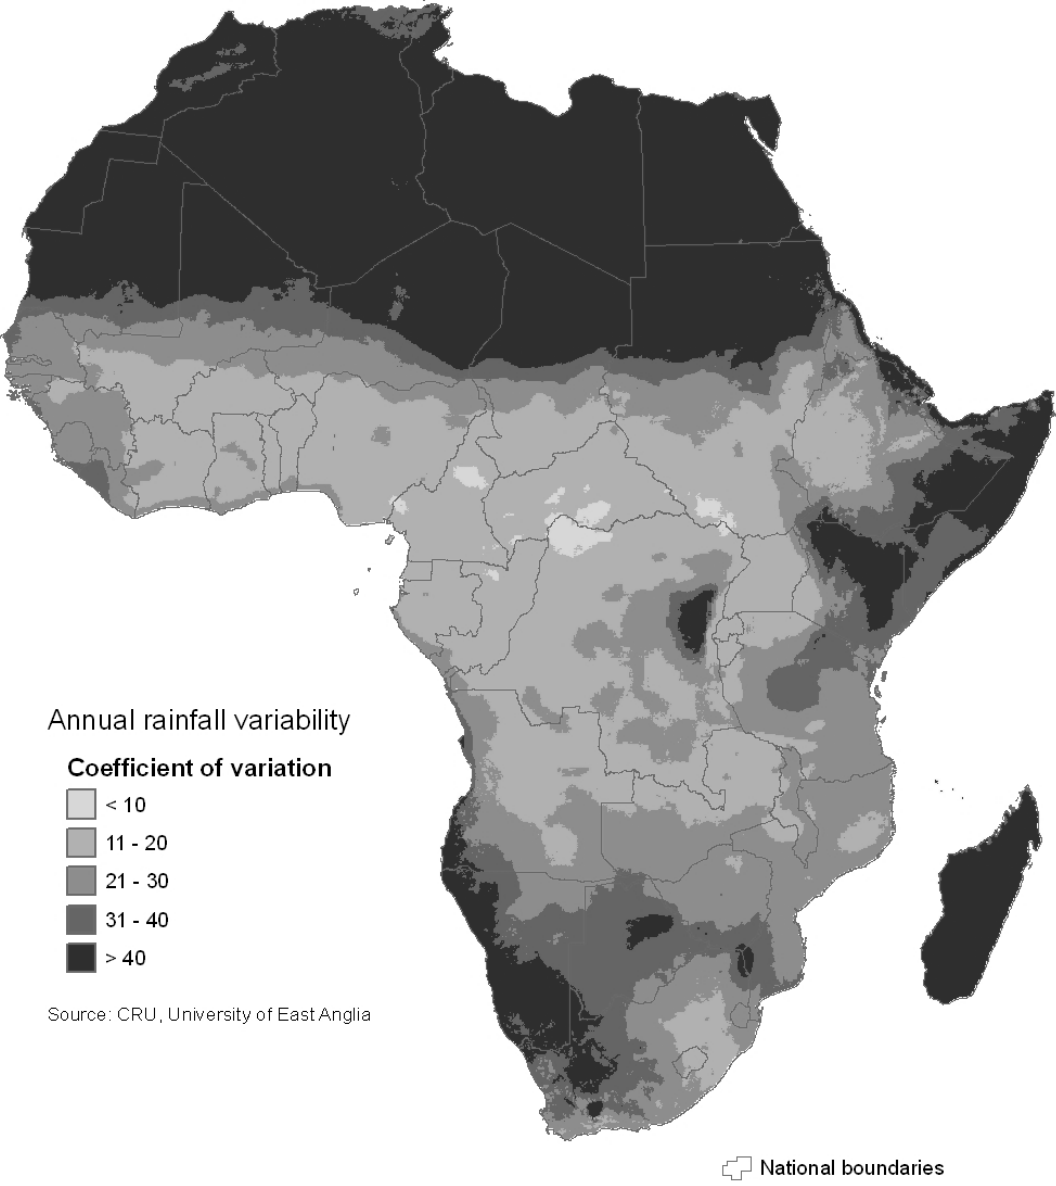 Annual rainfall variability
Coefficient of variation
< 10
11 - 20
21 - 30
31 - 40
> 40
Source: CRU, University of East Anglia
National boundaries